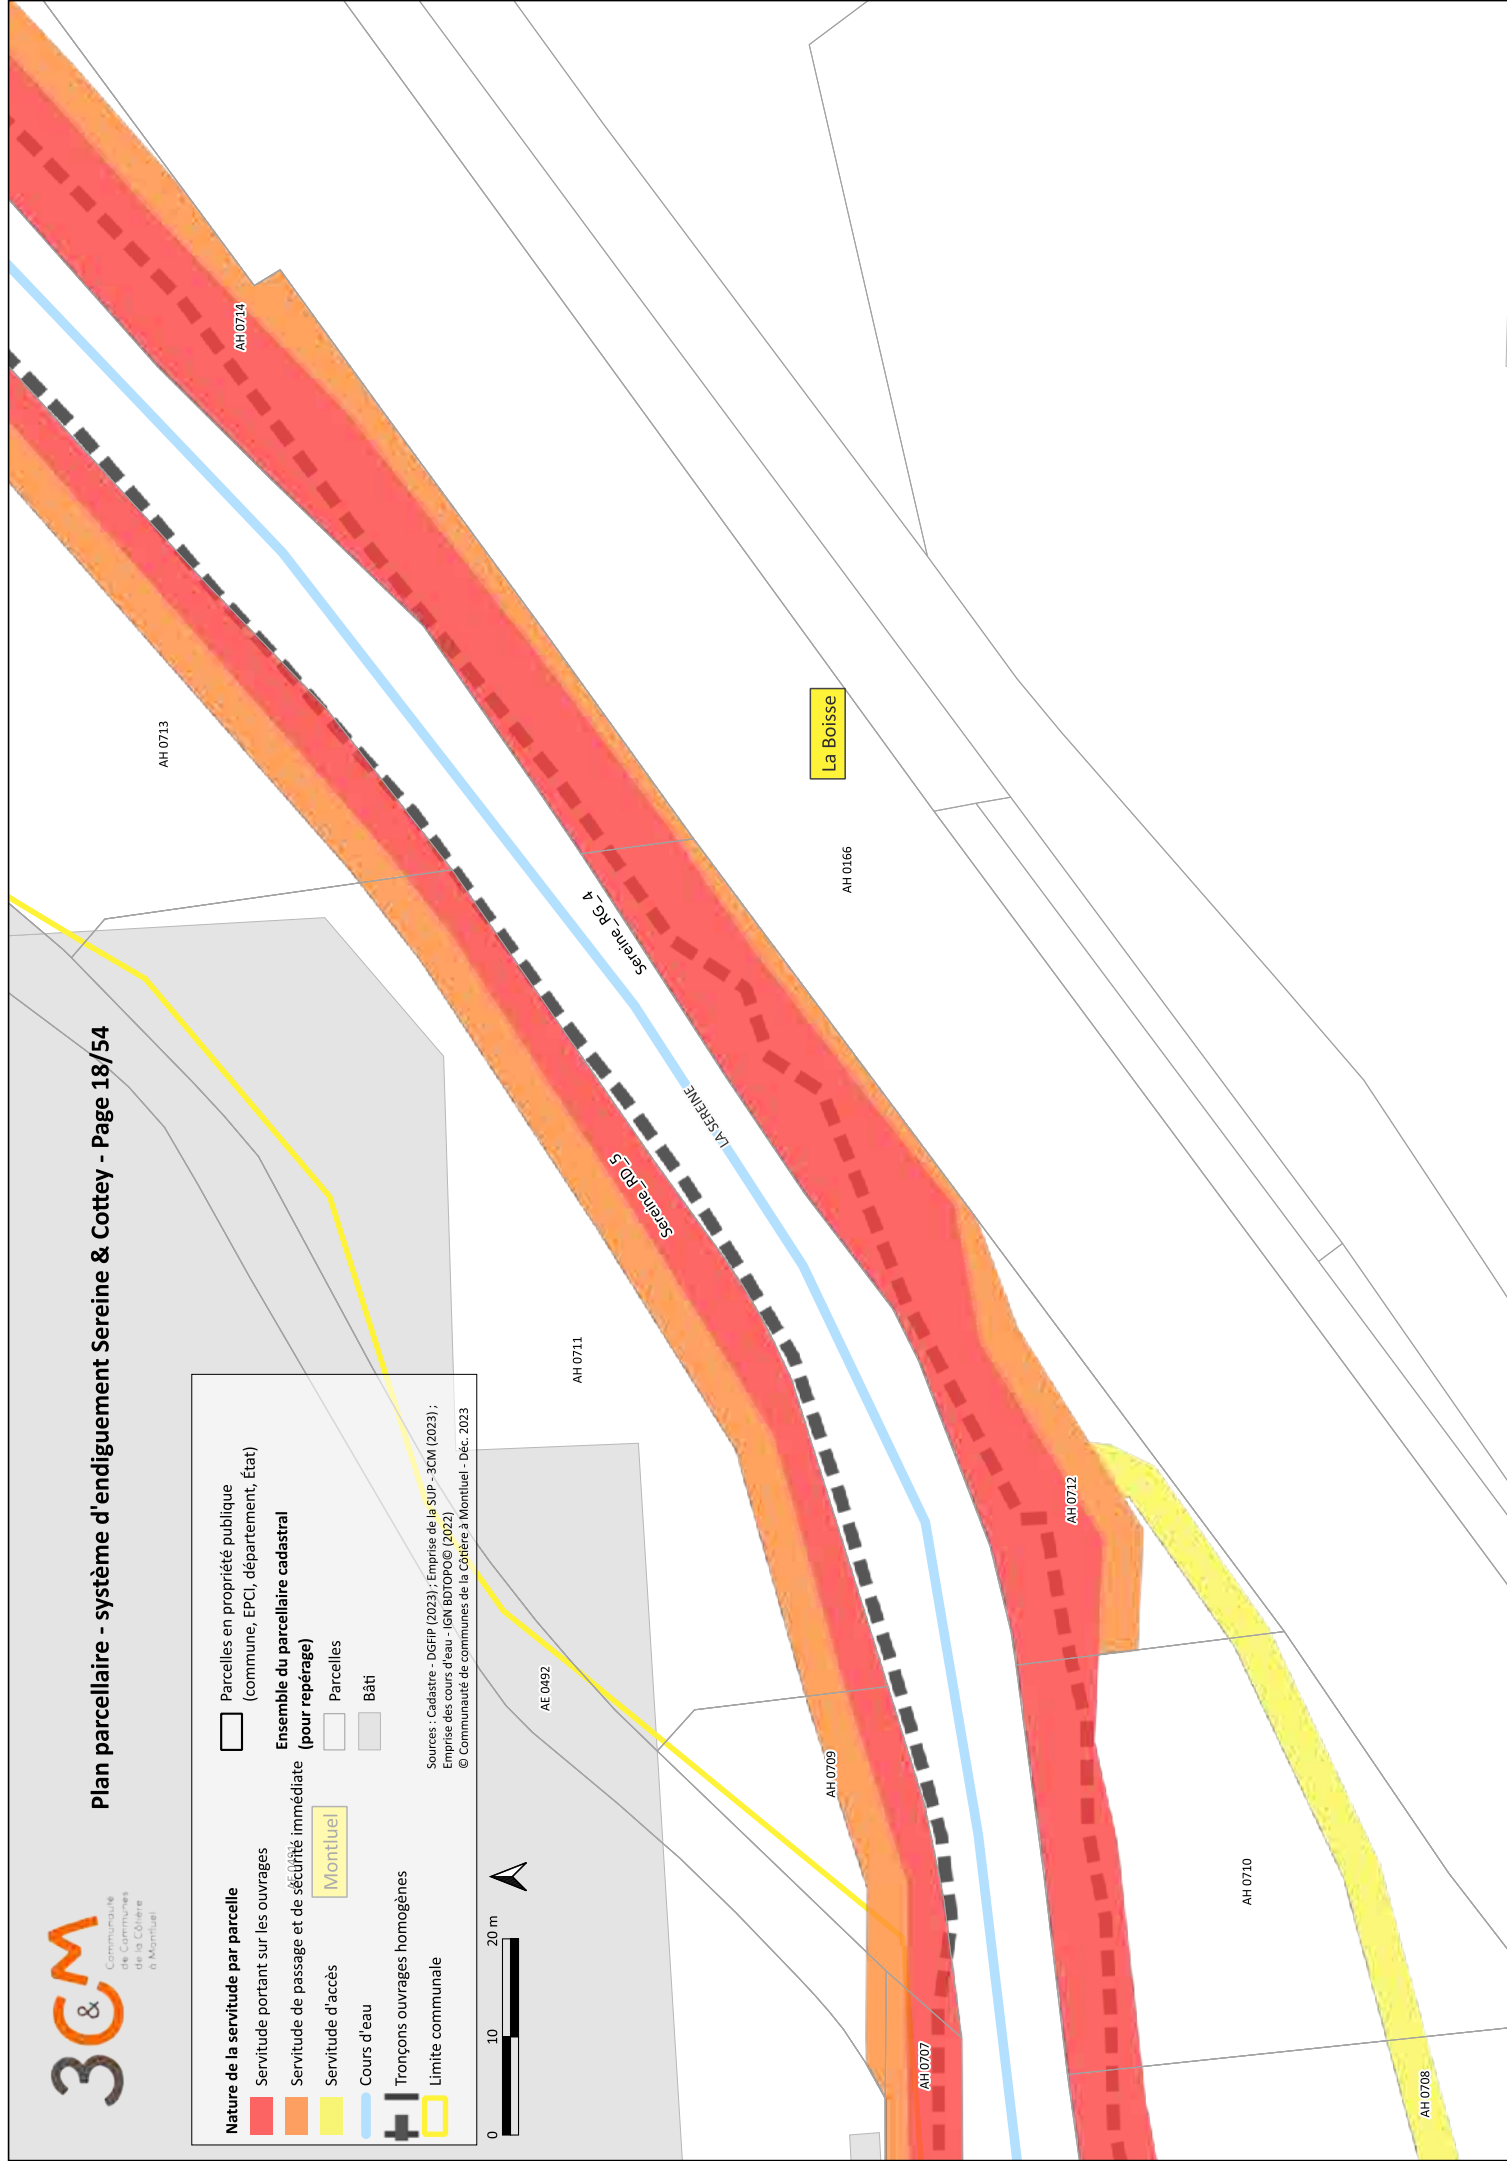 3C&M
Communauté
de Communes
de la Côtière
à Montluel
Plan parcellaire - système d'endiguement Sereine & Cottey - Page 18/54
Nature de la servitude par parcelle
Servitude portant sur les ouvrages
Servitude de passage et de sécurité immédiate
Servitude d'accès
Cours d'eau
Tronçons ouvrages homogènes
Limite communale
Parcelles en propriété publique
(commune, EPCI, département, État)
Ensemble du parcellaire cadastral
(pour repérage)
Parcelles
Bâti
Montluel
Sources : Cadastre - DGFiP (2023) ; Emprise de la SUP - 3CM (2023) ;
Emprise des cours d'eau - IGN BDTOPO© (2022)
© Communauté de communes de la Côtière à Montluel - Déc. 2023
0 10 20 m
AH 0714
AH 0713
La Boisse
AH 0166
Sereine_RG_4
LA SEREINE
Sereine_RD_5
AH 0711
AH 0712
AE 0492
AH 0709
AH 0710
AH 0707
AH 0708